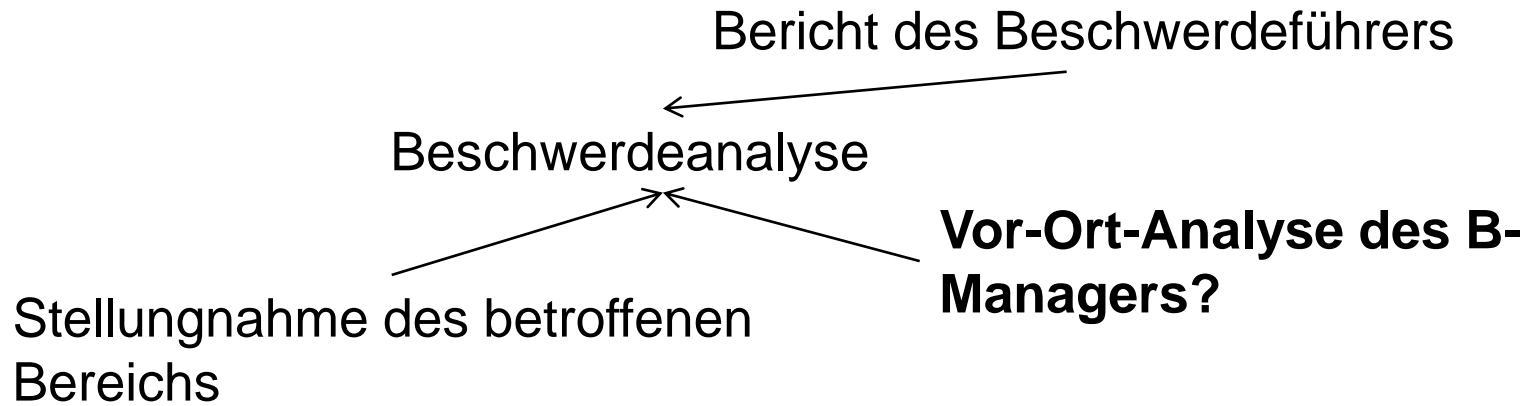 Bericht des Beschwerdeführers
Beschwerdeanalyse
Vor-Ort-Analyse des B-
Managers?
Stellungnahme des betroffenen
Bereichs